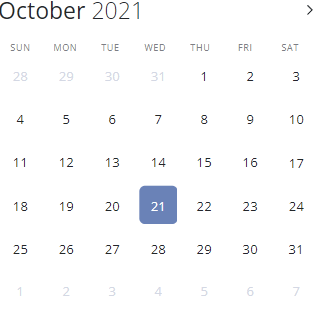 October 2021
SUN MON TUE WED THU FRI SAT
28 29 30 31 1 2 3
4 5 6 7 8 9 10
11 12 13 14 15 16 17
18 19 20 21 22 23 24
25 26 27 28 29 30 31
1 2 3 4 5 6 7